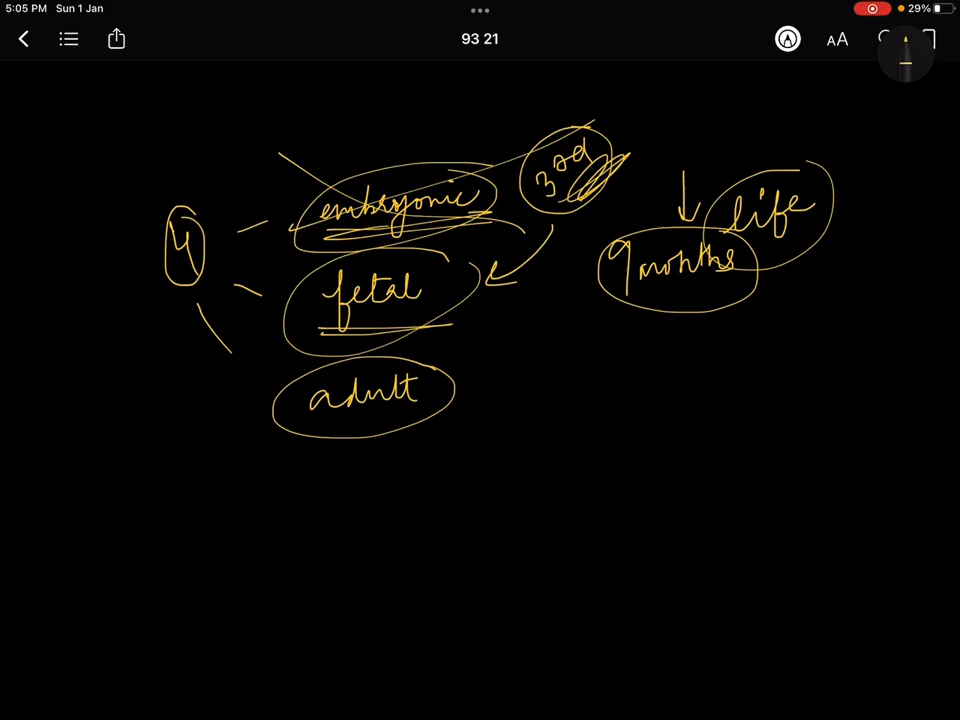 5:05 PM Sun 1 Jan
29%
93 21
AA
3rd
embryonic
life
4
9 months
fetal
adult